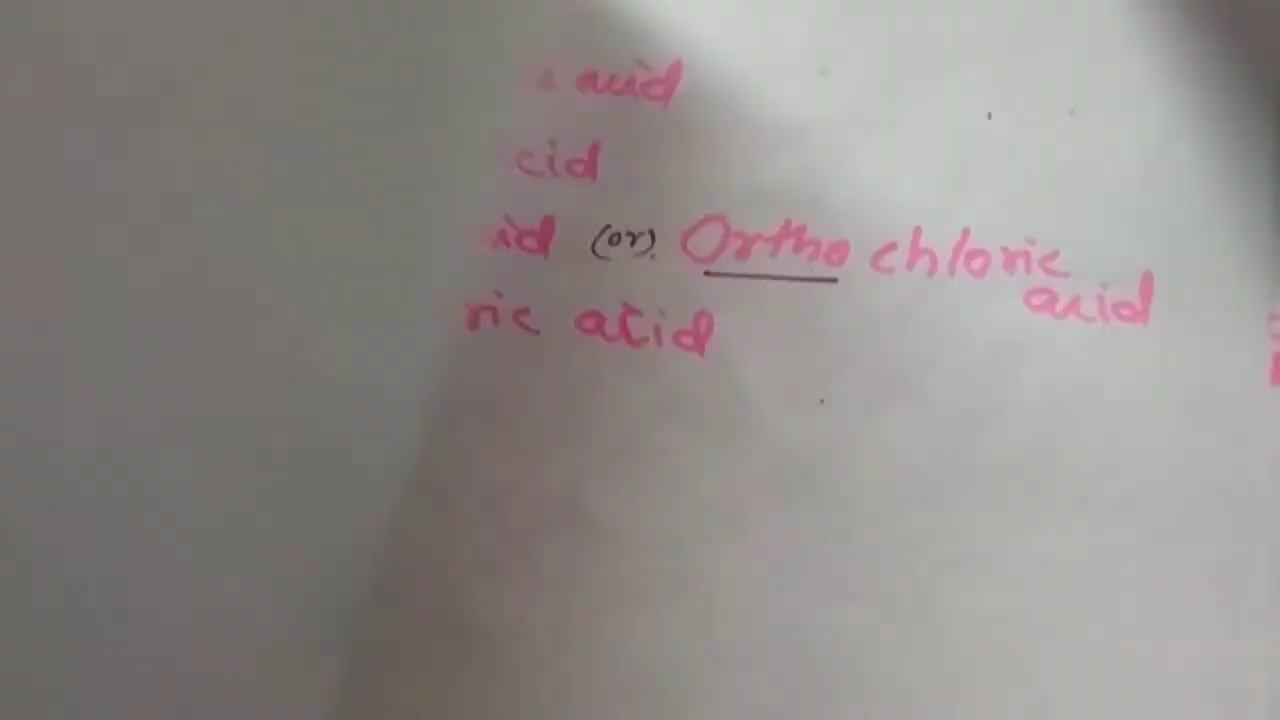 acid
cid
id (or). Ortho chloric
acid
ric acid